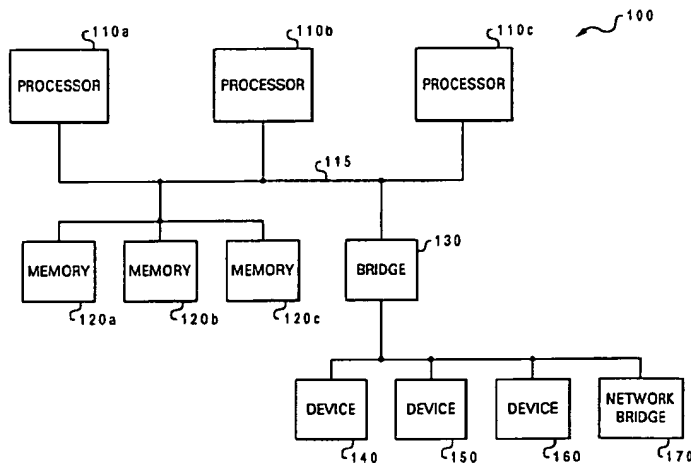 110a
110b
110c
100
PROCESSOR
PROCESSOR
PROCESSOR
115
130
MEMORY
MEMORY
MEMORY
BRIDGE
120a
120b
120c
DEVICE
DEVICE
DEVICE
NETWORK
BRIDGE
140
150
160
170